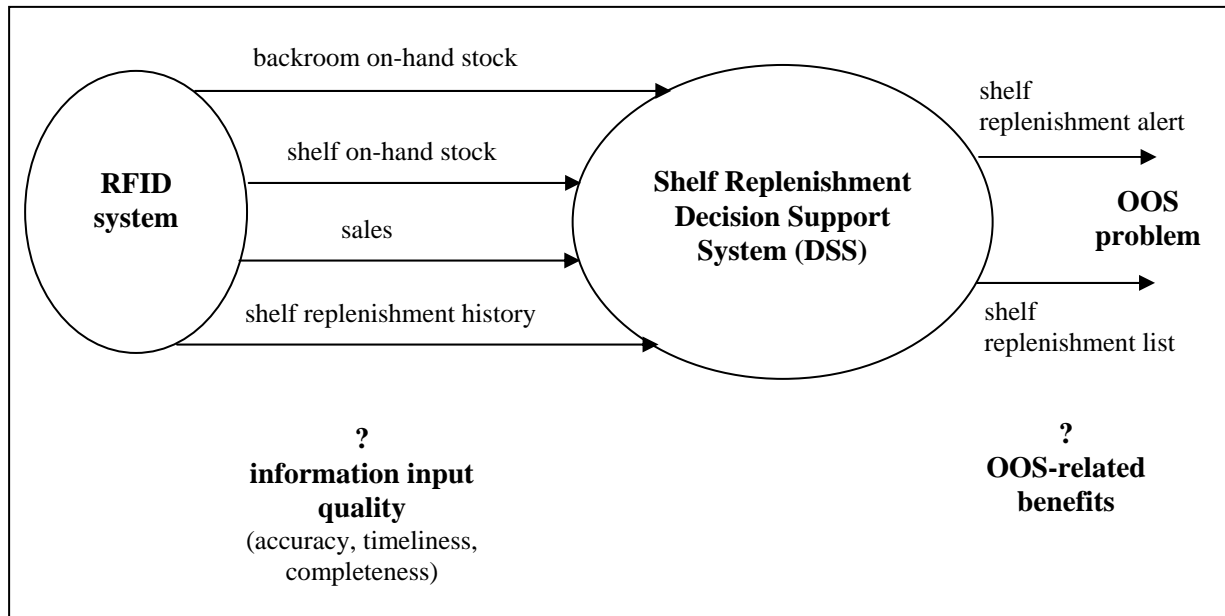 backroom on-hand stock
shelf on-hand stock
sales
shelf replenishment history
RFID
system
Shelf Replenishment
Decision Support
System (DSS)
shelf
replenishment alert
OOS
problem
shelf
replenishment list
?
information input
quality
(accuracy, timeliness,
completeness)
?
OOS-related
benefits